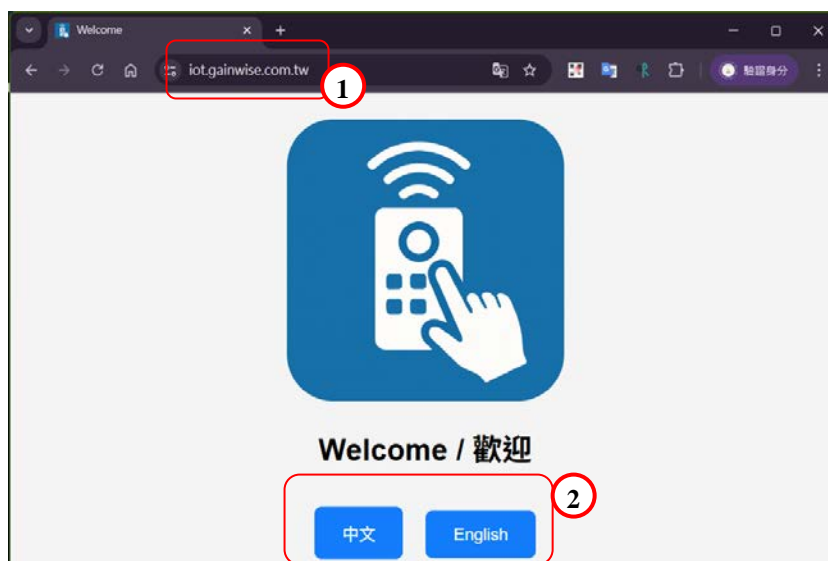 Welcome
iot.gainwise.com.tw
驗證身分
1
Welcome / 歡迎
2
中文 English